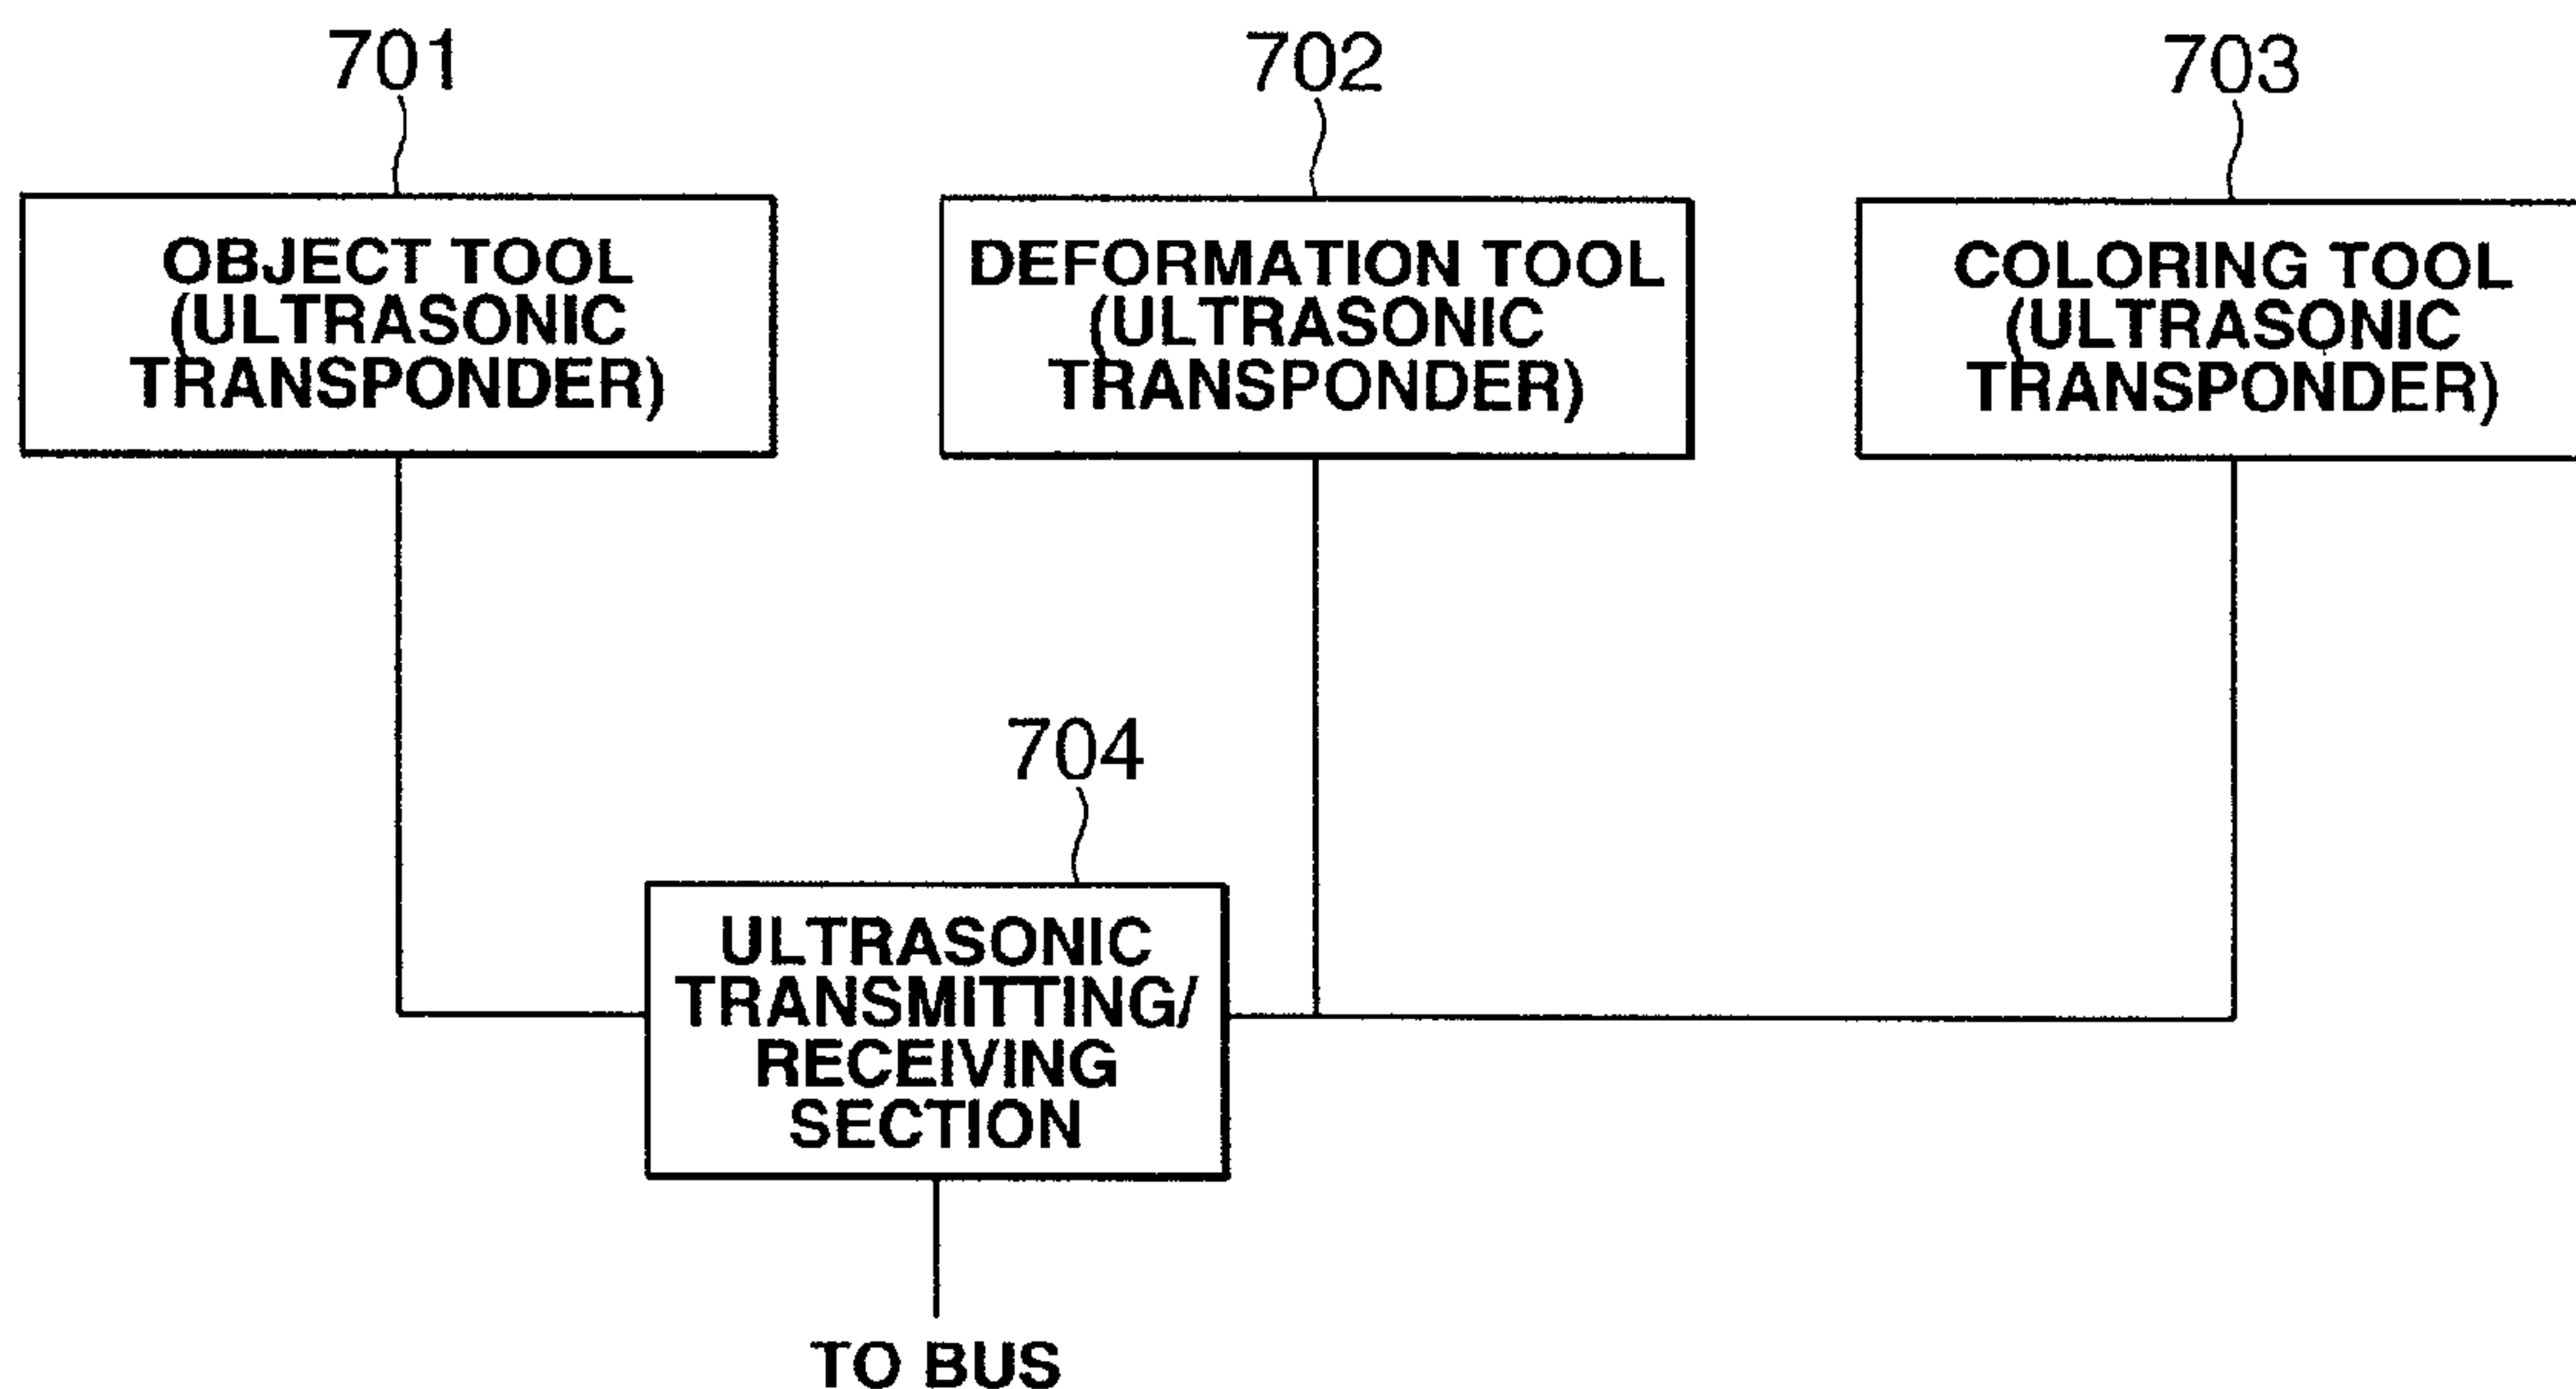 701
OBJECT TOOL
(ULTRASONIC
TRANSPONDER)
702
DEFORMATION TOOL
(ULTRASONIC
TRANSPONDER)
703
COLORING TOOL
(ULTRASONIC
TRANSPONDER)
704
ULTRASONIC
TRANSMITTING/
RECEIVING
SECTION
TO BUS